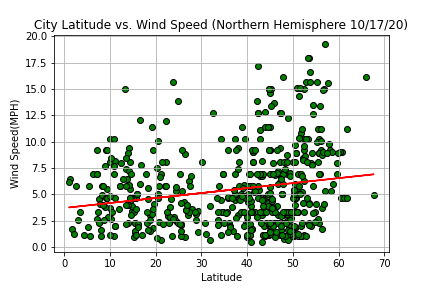 City Latitude vs. Wind Speed (Northern Hemisphere 10/17/20)
20.0
17.5
15.0
12.5
10.0
7.5
5.0
2.5
0.0
Wind Speed(MPH)
0 10 20 30 40 50 60 70
Latitude